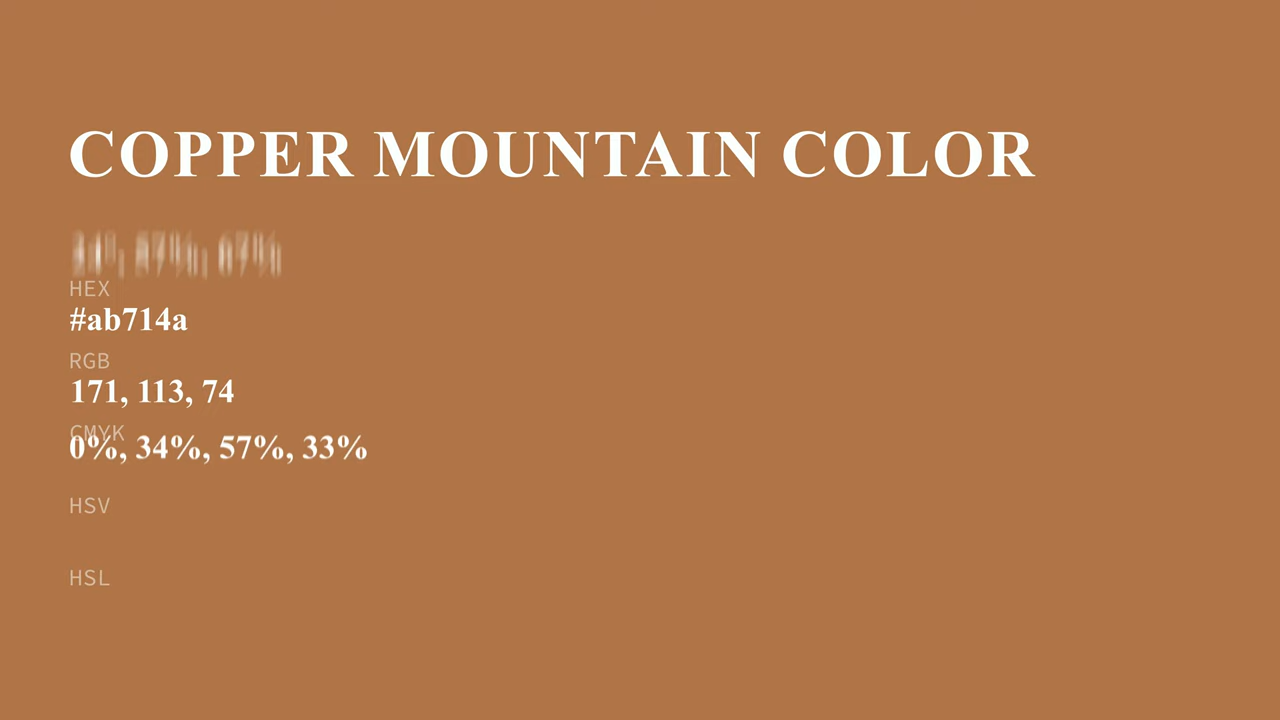 COPPER MOUNTAIN COLOR
HEX
#ab714a
RGB
171, 113, 74
CMYK
0%, 34%, 57%, 33%
HSV
HSL